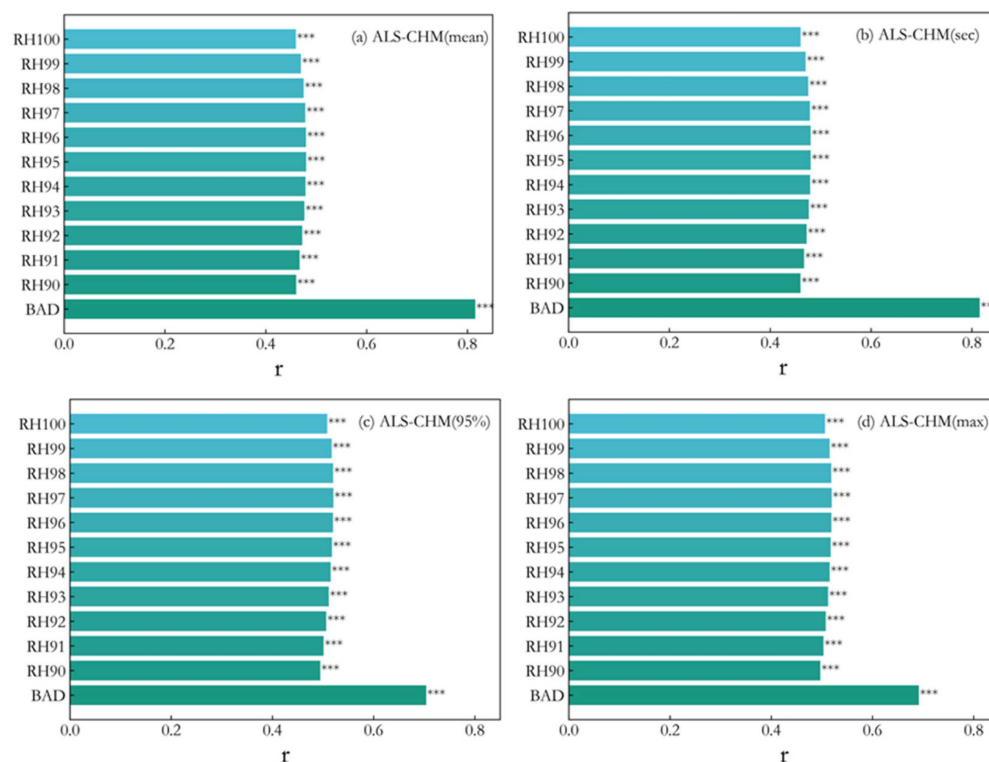 (a) ALS-CHM(mean)
RH100 ***
RH99 ***
RH98 ***
RH97 ***
RH96 ***
RH95 ***
RH94 ***
RH93 ***
RH92 ***
RH91 ***
RH90 ***
BAD ***
0.0 0.2 0.4 0.6 0.8
r
(b) ALS-CHM(sec)
RH100 ***
RH99 ***
RH98 ***
RH97 ***
RH96 ***
RH95 ***
RH94 ***
RH93 ***
RH92 ***
RH91 ***
RH90 ***
BAD **
0.0 0.2 0.4 0.6 0.8
r
(c) ALS-CHM(95%)
RH100 ***
RH99 ***
RH98 ***
RH97 ***
RH96 ***
RH95 ***
RH94 ***
RH93 ***
RH92 ***
RH91 ***
RH90 ***
BAD ***
0.0 0.2 0.4 0.6 0.8
r
(d) ALS-CHM(max)
RH100 ***
RH99 ***
RH98 ***
RH97 ***
RH96 ***
RH95 ***
RH94 ***
RH93 ***
RH92 ***
RH91 ***
RH90 ***
BAD ***
0.0 0.2 0.4 0.6 0.8
r